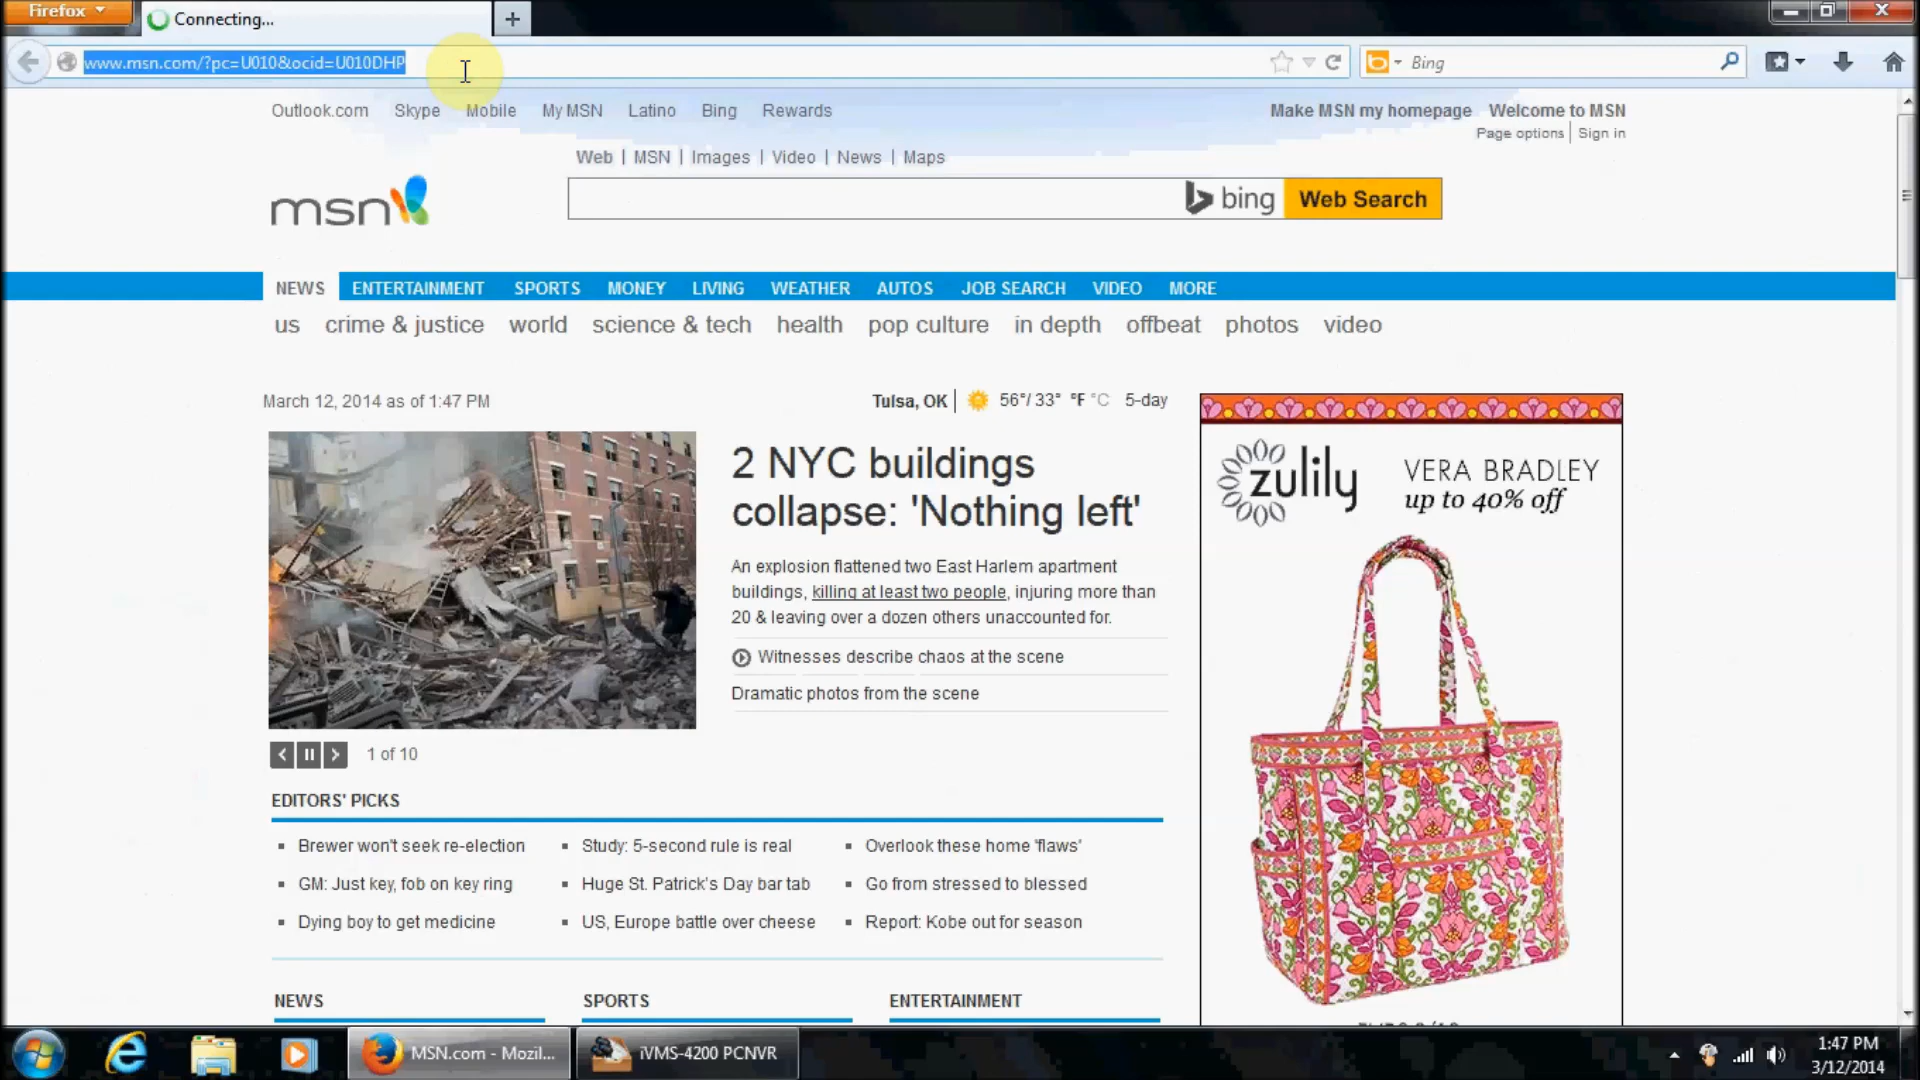 Firefox
Connecting...
www.msn.com/?pc=U010&ocid=U010DHP
Bing
Outlook.com Skype Mobile My MSN Latino Bing Rewards
Make MSN my homepage Welcome to MSN
Page options | Sign in
Web | MSN | Images | Video | News | Maps
msn
bing Web Search
NEWS ENTERTAINMENT SPORTS MONEY LIVING WEATHER AUTOS JOB SEARCH VIDEO MORE
us crime & justice world science & tech health pop culture in depth offbeat photos video
March 12, 2014 as of 1:47 PM
Tulsa, OK | 56°/ 33° °F °C 5-day
2 NYC buildings
collapse: 'Nothing left'
An explosion flattened two East Harlem apartment
buildings, killing at least two people, injuring more than
20 & leaving over a dozen others unaccounted for.
Witnesses describe chaos at the scene
Dramatic photos from the scene
1 of 10
zulily VERA BRADLEY
up to 40% off
EDITORS' PICKS
Brewer won't seek re-election
GM: Just key, fob on key ring
Dying boy to get medicine
Study: 5-second rule is real
Huge St. Patrick's Day bar tab
US, Europe battle over cheese
Overlook these home 'flaws'
Go from stressed to blessed
Report: Kobe out for season
NEWS SPORTS ENTERTAINMENT
MSN.com - Mozil...
iVMS-4200 PCNVR
1:47 PM
3/12/2014